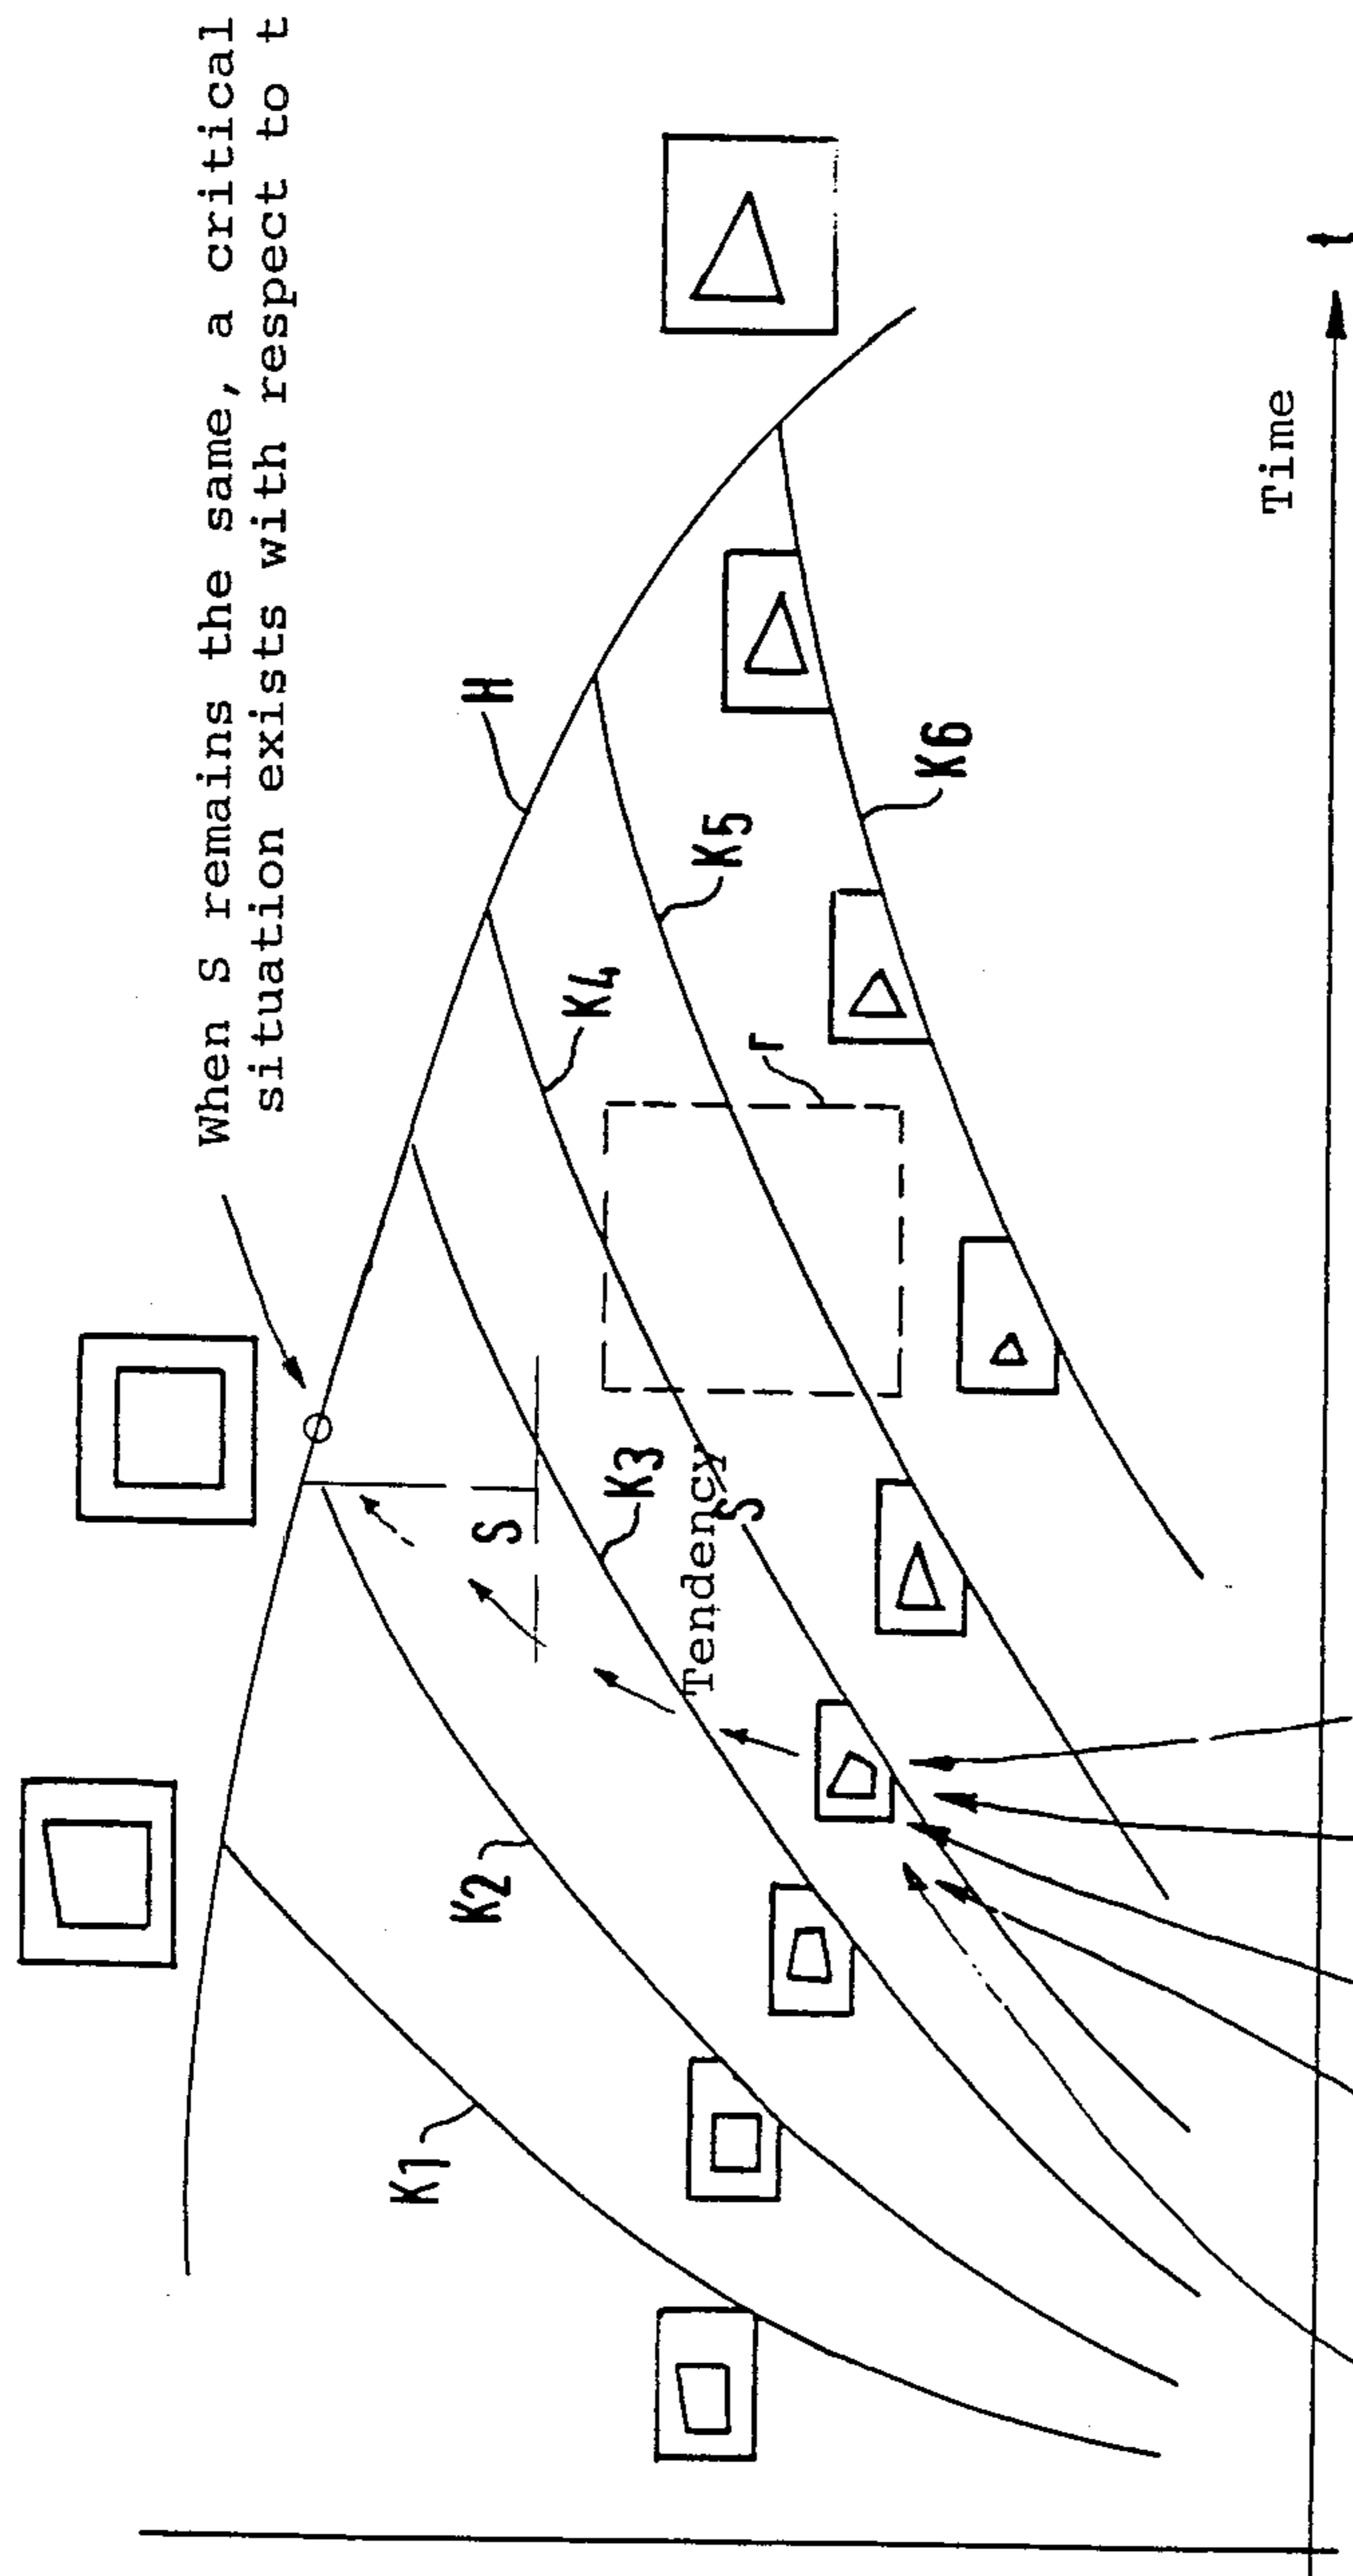 When S remains the same, a critical
situation exists with respect to t
H
K1
K2
S
K3
K4
K5
K6
r
Tendency
S
Time
t